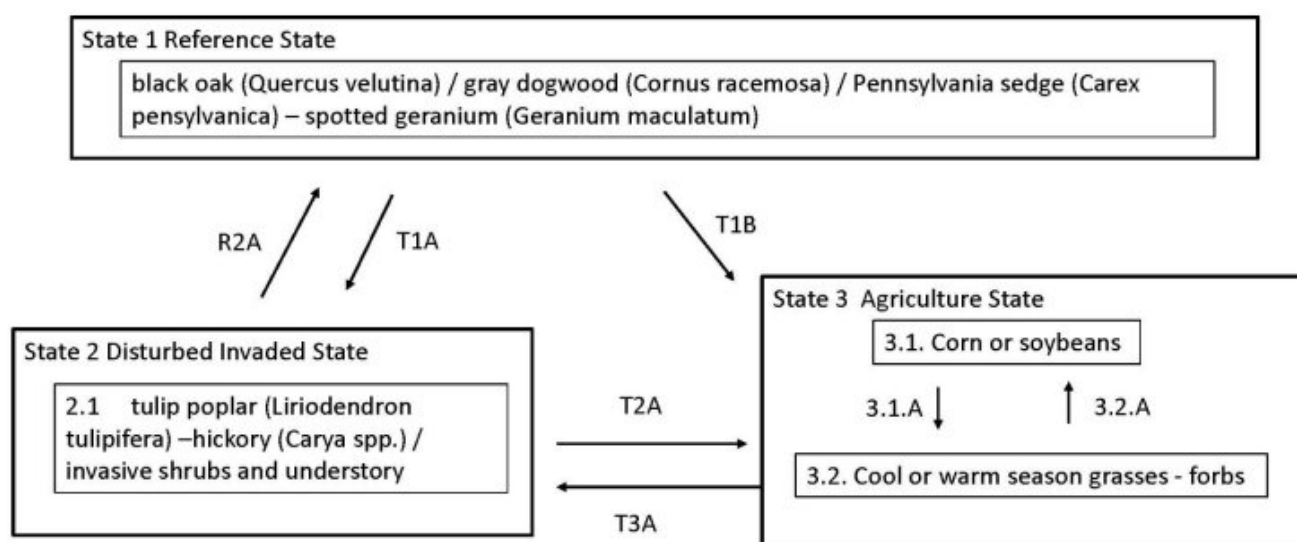 State 1 Reference State
black oak (Quercus velutina) / gray dogwood (Cornus racemosa) / Pennsylvania sedge (Carex
pensylvanica) – spotted geranium (Geranium maculatum)
R2A
T1A
T1B
State 3 Agriculture State
3.1. Corn or soybeans
3.1.A
3.2.A
3.2. Cool or warm season grasses - forbs
State 2 Disturbed Invaded State
2.1 tulip poplar (Liriodendron
tulipifera) –hickory (Carya spp.) /
invasive shrubs and understory
T2A
T3A